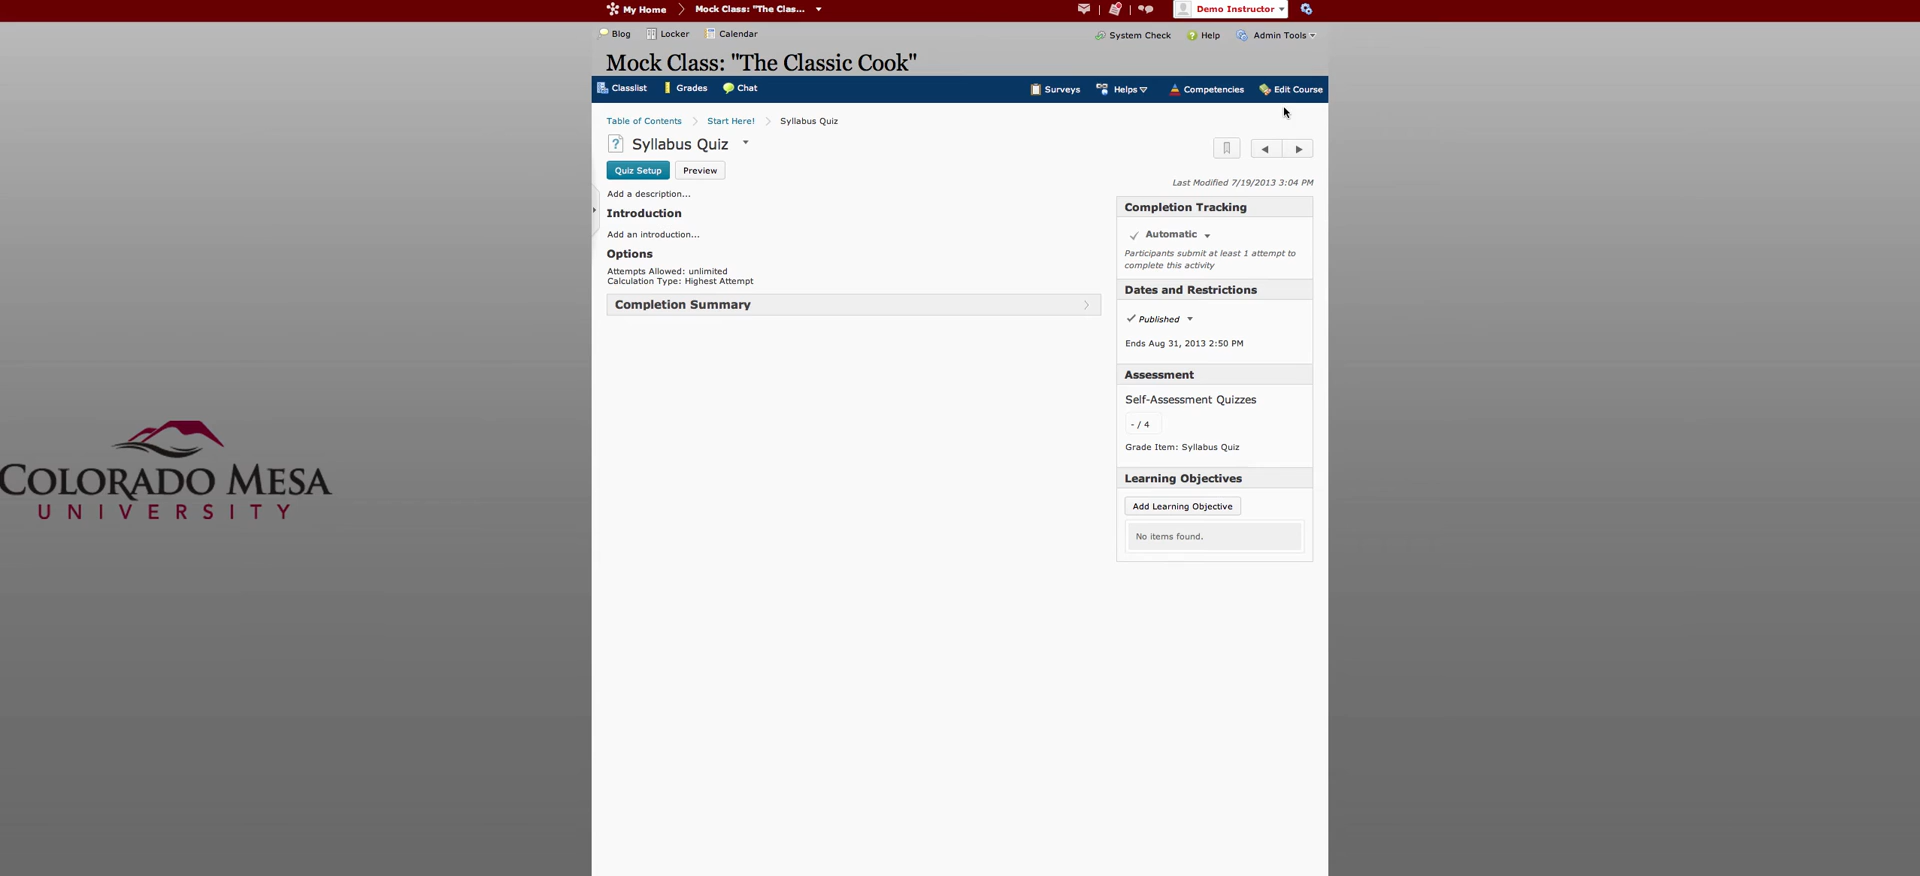 My Home
Mock Class: "The Clas...
Demo Instructor
Blog
Locker
Calendar
System Check
Help
Admin Tools
Mock Class: "The Classic Cook"
Classlist
Grades
Chat
Surveys
Helps
Competencies
Edit Course
Table of Contents
Start Here!
Syllabus Quiz
? Syllabus Quiz
Quiz Setup
Preview
Last Modified 7/19/2013 3:04 PM
Add a description...
Introduction
Add an introduction...
Options
Attempts Allowed: unlimited
Calculation Type: Highest Attempt
Completion Summary
Completion Tracking
Automatic
Participants submit at least 1 attempt to
complete this activity
Dates and Restrictions
Published
Ends Aug 31, 2013 2:50 PM
Assessment
Self-Assessment Quizzes
- / 4
Grade Item: Syllabus Quiz
Learning Objectives
Add Learning Objective
No items found.
COLORADO MESA
UNIVERSITY